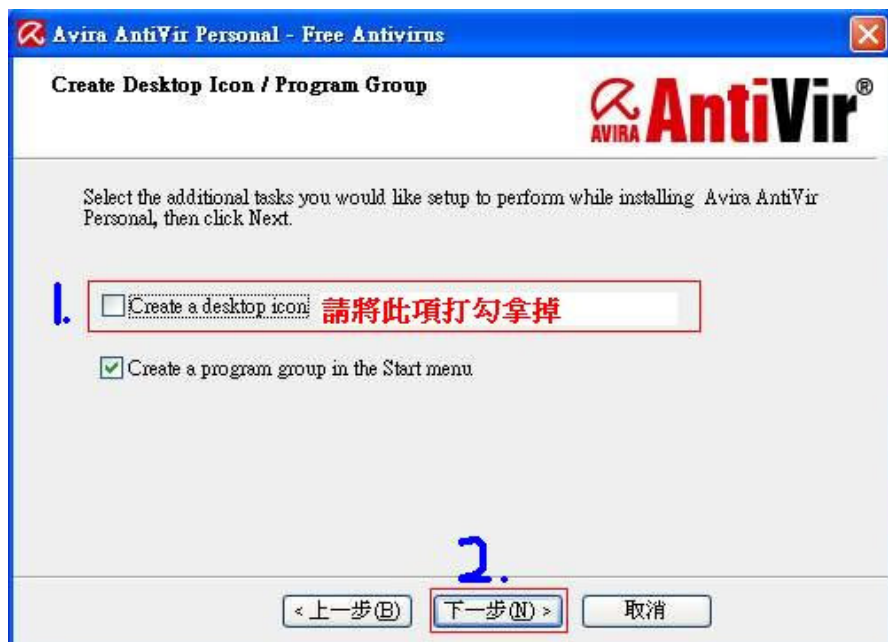 Avira AntiVir Personal - Free Antivirus
Create Desktop Icon / Program Group
AVIRA AntiVir®
Select the additional tasks you would like setup to perform while installing Avira AntiVir
Personal, then click Next.
1. Create a desktop icon 請將此項打勾拿掉
Create a program group in the Start menu
2.
< 上一步(B) 下一步(N) > 取消